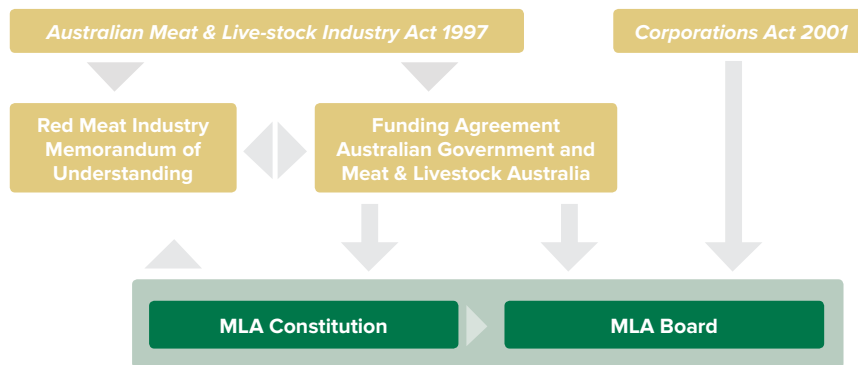 Australian Meat & Live-stock Industry Act 1997
Corporations Act 2001
Red Meat Industry
Memorandum of
Understanding
Funding Agreement
Australian Government and
Meat & Livestock Australia
MLA Constitution
MLA Board